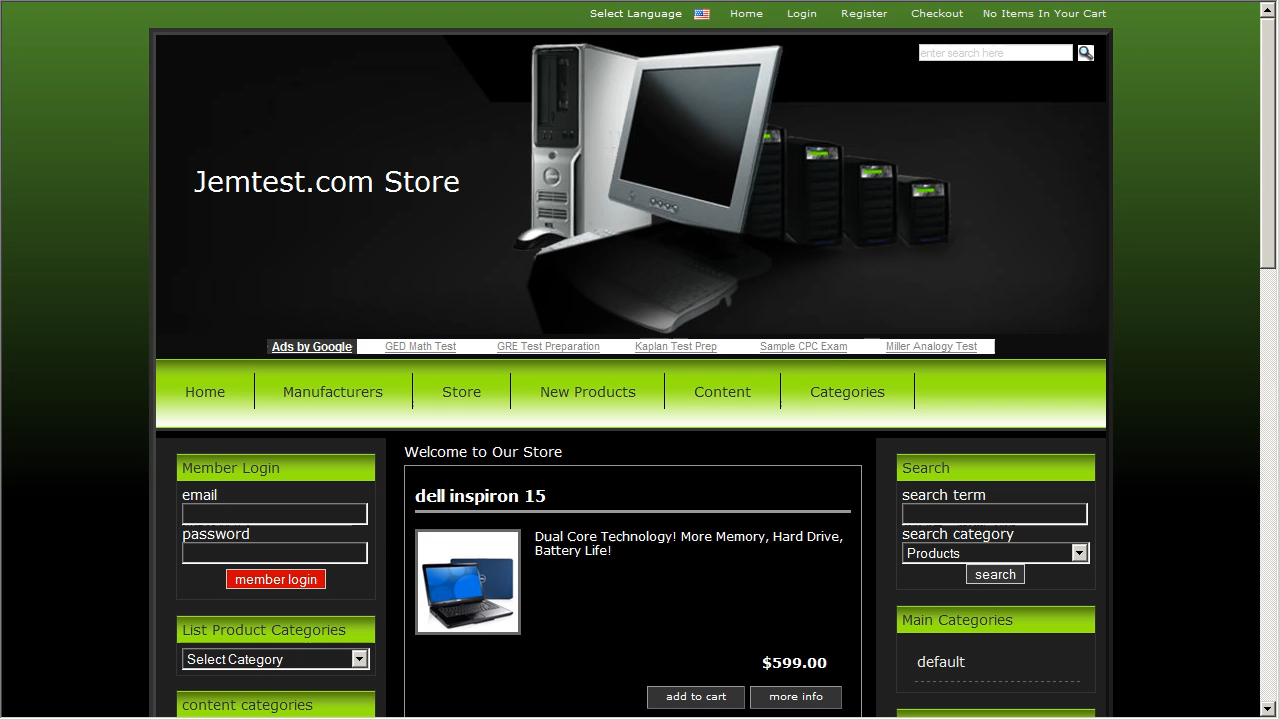 Select Language Home Login Register Checkout No Items In Your Cart
enter search here
Jemtest.com Store
Ads by Google GED Math Test GRE Test Preparation Kaplan Test Prep Sample CPC Exam Miller Analogy Test
Home Manufacturers Store New Products Content Categories
Member Login
email
password
member login
List Product Categories
Select Category
content categories
Welcome to Our Store
dell inspiron 15
Dual Core Technology! More Memory, Hard Drive,
Battery Life!
$599.00
add to cart more info
Search
search term
search category
Products
search
Main Categories
default